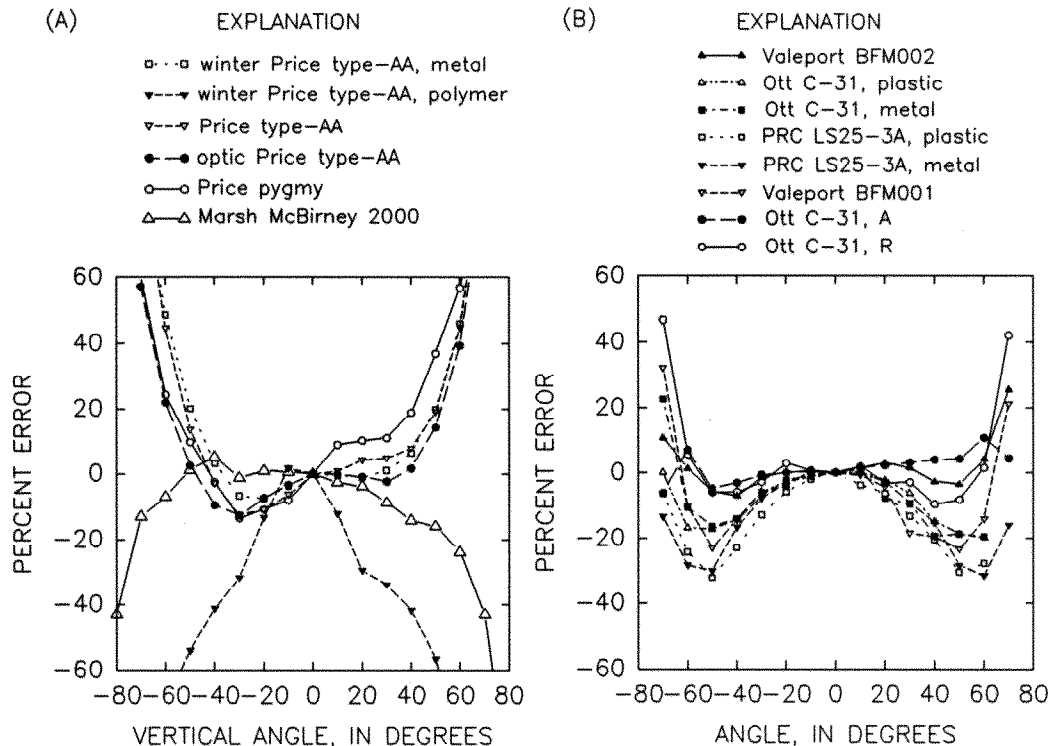 (A) EXPLANATION
winter Price type-AA, metal
winter Price type-AA, polymer
Price type-AA
optic Price type-AA
Price pygmy
Marsh McBirney 2000
60
40
20
0
-20
-40
-60
PERCENT ERROR
-80 -60 -40 -20 0 20 40 60 80
VERTICAL ANGLE, IN DEGREES
(B) EXPLANATION
Valeport BFM002
Ott C-31, plastic
Ott C-31, metal
PRC LS25-3A, plastic
PRC LS25-3A, metal
Valeport BFM001
Ott C-31, A
Ott C-31, R
60
40
20
0
-20
-40
-60
PERCENT ERROR
-80 -60 -40 -20 0 20 40 60 80
ANGLE, IN DEGREES